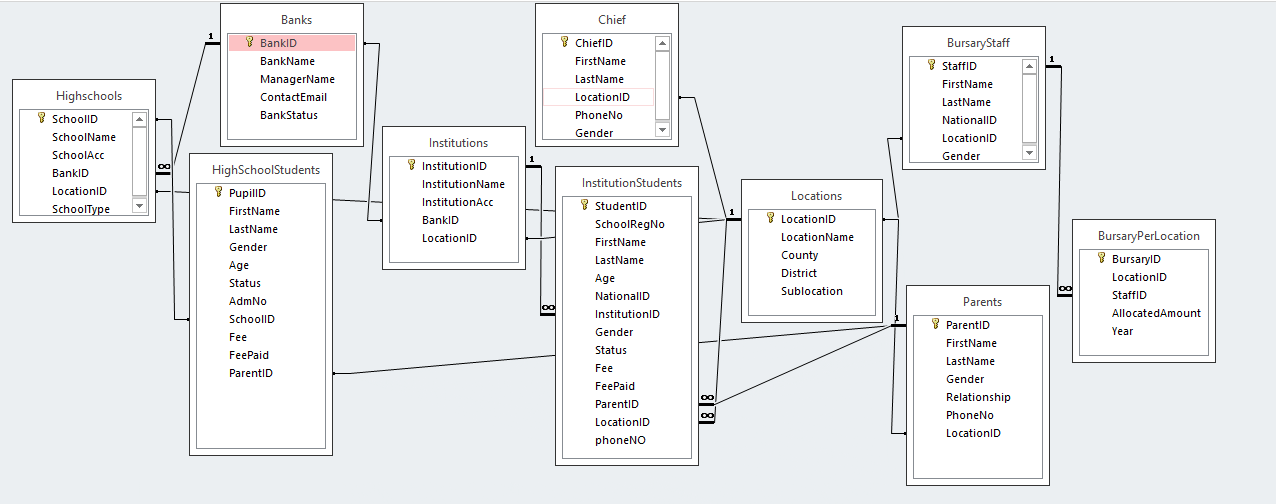 Banks
BankID
BankName
ManagerName
ContactEmail
BankStatus
Chief
ChiefID
FirstName
LastName
LocationID
PhoneNo
Gender
BursaryStaff
StaffID
FirstName
LastName
NationalID
LocationID
Gender
Highschools
SchoolID
SchoolName
SchoolAcc
BankID
LocationID
SchoolType
HighSchoolStudents
PupilID
FirstName
LastName
Gender
Age
Status
AdmNo
SchoolID
Fee
FeePaid
ParentID
Institutions
InstitutionID
InstitutionName
InstitutionAcc
BankID
LocationID
InstitutionStudents
StudentID
SchoolRegNo
FirstName
LastName
Age
NationalID
InstitutionID
Gender
Status
Fee
FeePaid
ParentID
LocationID
phoneNO
Locations
LocationID
LocationName
County
District
Sublocation
Parents
ParentID
FirstName
LastName
Gender
Relationship
PhoneNo
LocationID
BursaryPerLocation
BursaryID
LocationID
StaffID
AllocatedAmount
Year
1
∞
1
∞
1
∞
∞
1
1
∞